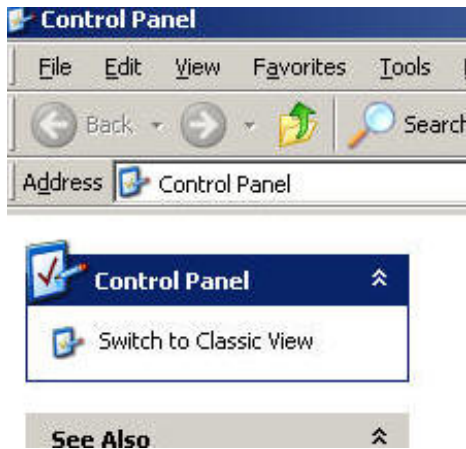 Control Panel
File Edit View Favorites Tools
Back Search
Address Control Panel
Control Panel
Switch to Classic View
See Also